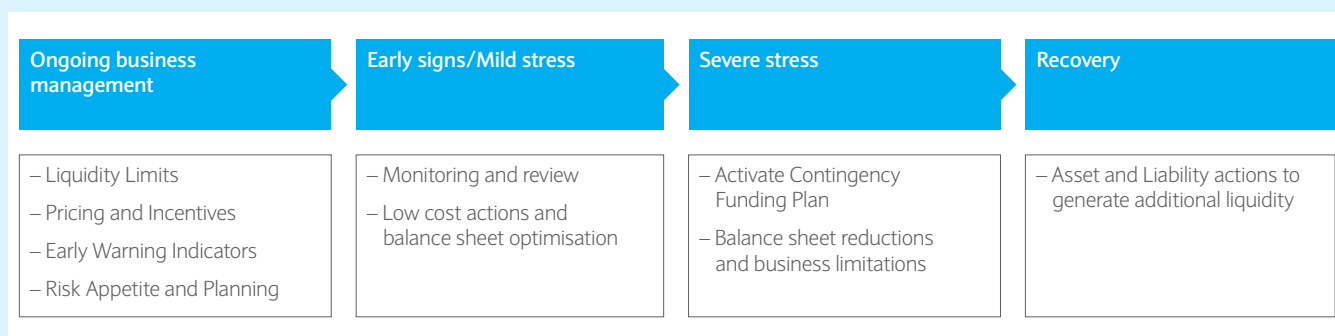 Ongoing business
management
Early signs/Mild stress
Severe stress
Recovery
– Liquidity Limits
– Pricing and Incentives
– Early Warning Indicators
– Risk Appetite and Planning
– Monitoring and review
– Low cost actions and
balance sheet optimisation
– Activate Contingency
Funding Plan
– Balance sheet reductions
and business limitations
– Asset and Liability actions to
generate additional liquidity